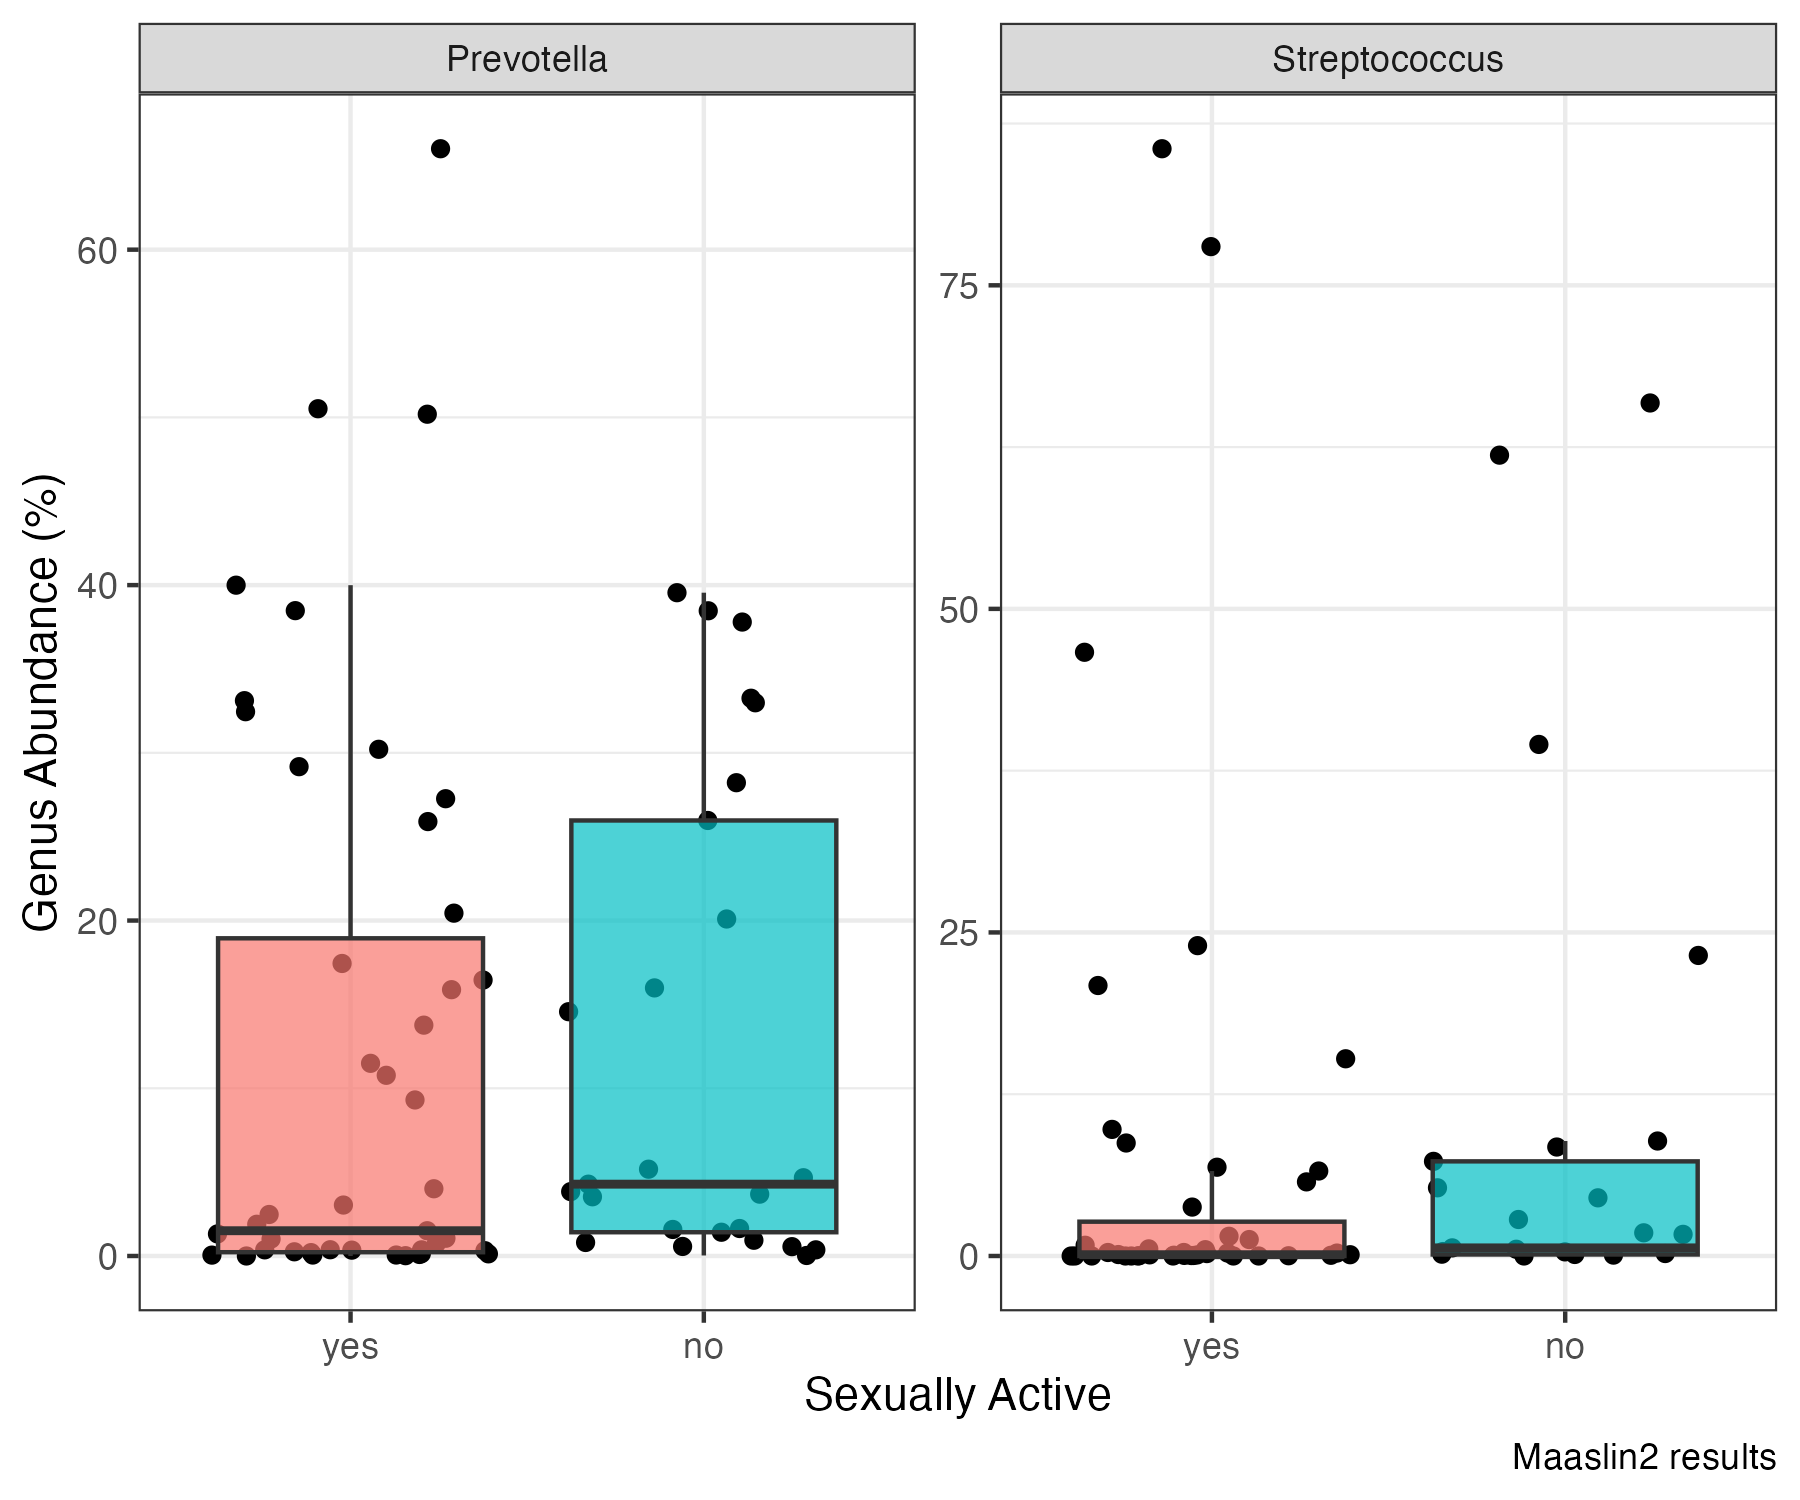 Prevotella
Streptococcus
Genus Abundance (%)
60
40
20
0
75
50
25
0
yes
no
yes
no
Sexually Active
Maaslin2 results